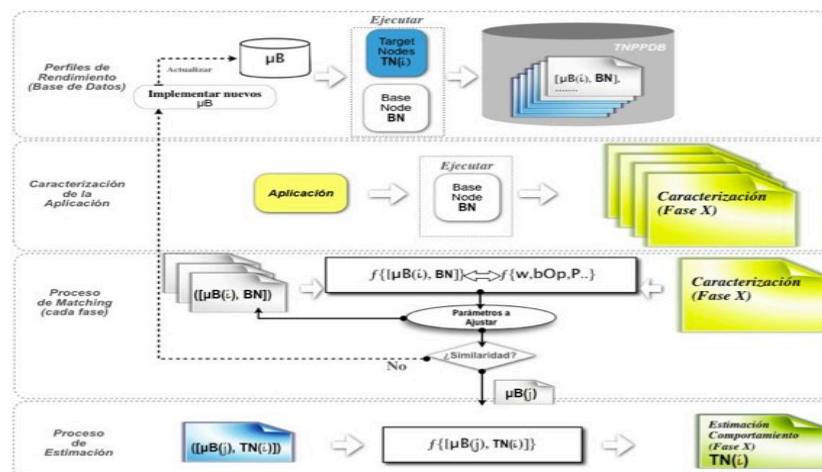 Perfiles de
Rendimiento
(Base de Datos)
Actualizar
µB
Implementar nuevos
µB
Ejecutar
Target
Nodes
TN(i)
Base
Node
BN
TNPPDB
[µB(i), BN],
........
Caracterización
de la
Aplicación
Aplicación
Ejecutar
Base
Node
BN
Caracterización
(Fase X)
Proceso
de Matching
(cada fase)
([µB(i), BN])
f{[µB(i), BN]}⇔f{w,bOp,P..}
Caracterización
(Fase X)
Parámetros a
Ajustar
¿Similaridad?
No
µB(j)
Proceso
de
Estimación
([µB(j), TN(i)])
f{[µB(j), TN(i)]}
Estimación
Comportamiento
(Fase X)
TN(i)